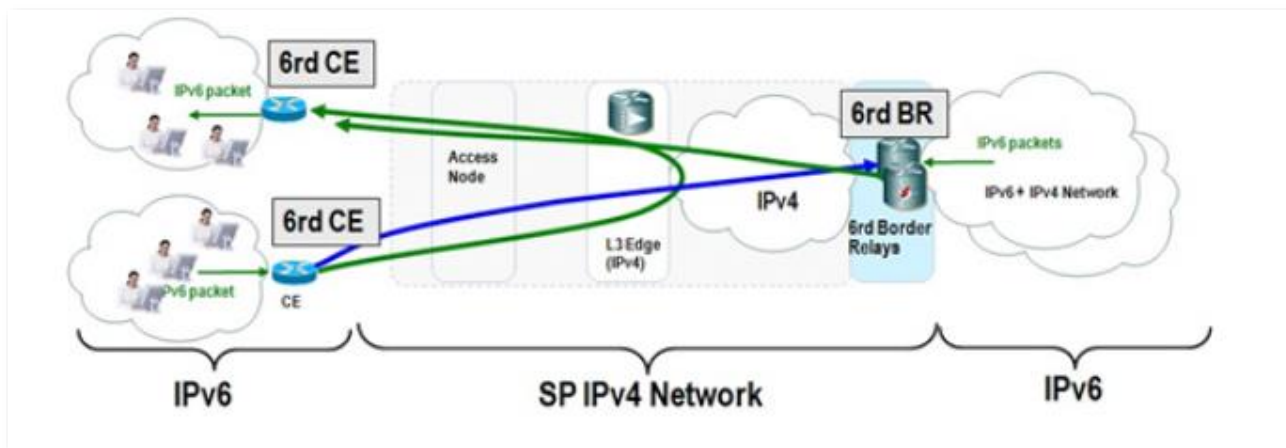 6rd CE
IPv6 packet
6rd BR
IPv6 packets
Access
Node
IPv4
IPv6 + IPv4 Network
6rd CE
L3 Edge
(IPv4)
6rd Border
Relays
Pv6 packet
CE
IPv6
SP IPv4 Network
IPv6